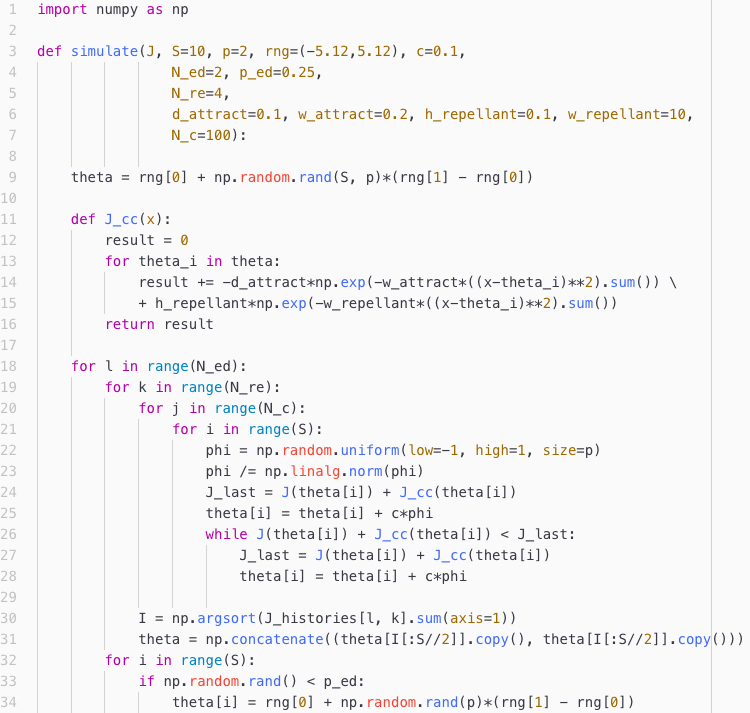 1 import numpy as np
2
3 def simulate(J, S=10, p=2, rng=(-5.12,5.12), c=0.1,
4                 N_ed=2, p_ed=0.25,
5                 N_re=4,
6                 d_attract=0.1, w_attract=0.2, h_repellant=0.1, w_repellant=10,
7                 N_c=100):
8
9     theta = rng[0] + np.random.rand(S, p)*(rng[1] - rng[0])
10
11     def J_cc(x):
12         result = 0
13         for theta_i in theta:
14             result += -d_attract*np.exp(-w_attract*((x-theta_i)**2).sum()) \
15             + h_repellant*np.exp(-w_repellant*((x-theta_i)**2).sum())
16         return result
17
18     for l in range(N_ed):
19         for k in range(N_re):
20             for j in range(N_c):
21                 for i in range(S):
22                     phi = np.random.uniform(low=-1, high=1, size=p)
23                     phi /= np.linalg.norm(phi)
24                     J_last = J(theta[i]) + J_cc(theta[i])
25                     theta[i] = theta[i] + c*phi
26                     while J(theta[i]) + J_cc(theta[i]) < J_last:
27                         J_last = J(theta[i]) + J_cc(theta[i])
28                         theta[i] = theta[i] + c*phi
29
30             I = np.argsort(J_histories[l, k].sum(axis=1))
31             theta = np.concatenate((theta[I[:S//2]].copy(), theta[I[:S//2]].copy()))
32         for i in range(S):
33             if np.random.rand() < p_ed:
34                 theta[i] = rng[0] + np.random.rand(p)*(rng[1] - rng[0])